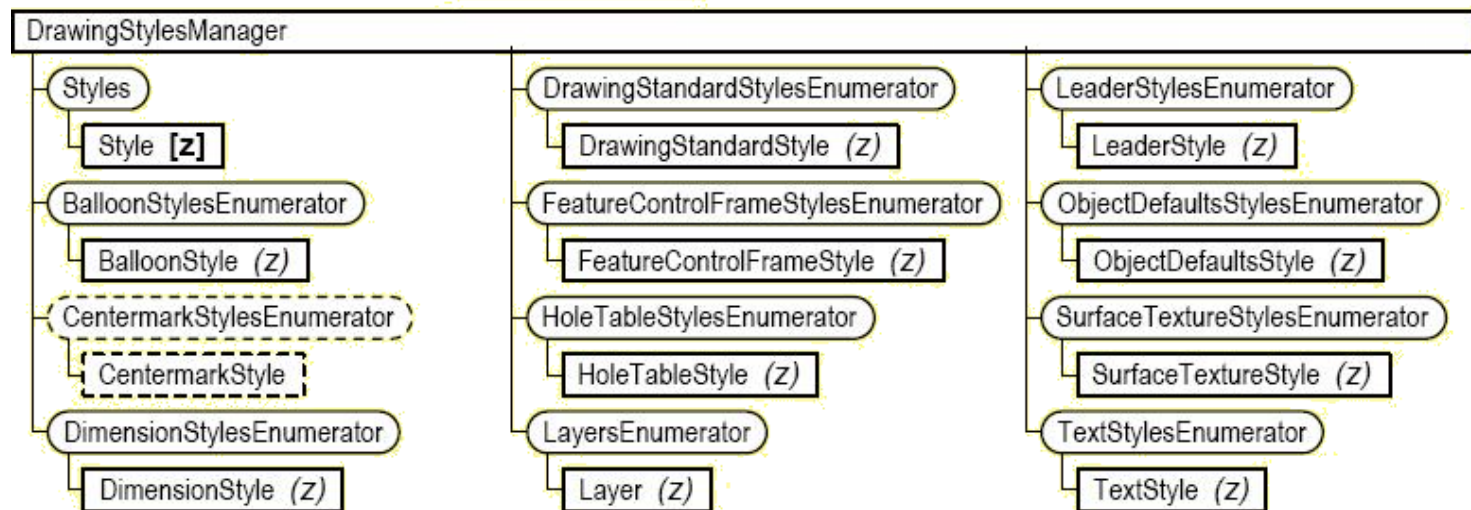 DrawingStylesManager
Styles
Style [z]
BalloonStylesEnumerator
BalloonStyle (z)
CentermarkStylesEnumerator
CentermarkStyle
DimensionStylesEnumerator
DimensionStyle (z)
DrawingStandardStylesEnumerator
DrawingStandardStyle (z)
FeatureControlFrameStylesEnumerator
FeatureControlFrameStyle (z)
HoleTableStylesEnumerator
HoleTableStyle (z)
LayersEnumerator
Layer (z)
LeaderStylesEnumerator
LeaderStyle (z)
ObjectDefaultsStylesEnumerator
ObjectDefaultsStyle (z)
SurfaceTextureStylesEnumerator
SurfaceTextureStyle (z)
TextStylesEnumerator
TextStyle (z)